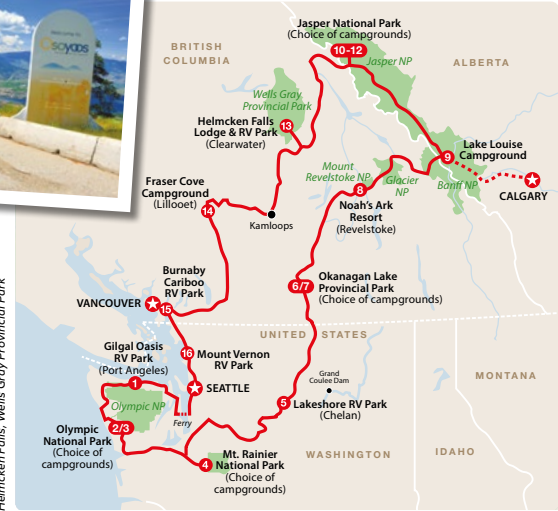 Welcome to
Osoyoos
Helmcken Falls, Wells Gray Provincial Park
BRITISH
COLUMBIA
Jasper National Park
(Choice of campgrounds)
10-12
Jasper NP
ALBERTA
Wells Gray
Provincial Park
Helmcken Falls
Lodge & RV Park
(Clearwater)
13
Lake Louise
Campground
9
Banff NP
CALGARY
Mount
Revelstoke NP
Glacier
NP
8
Noah's Ark
Resort
(Revelstoke)
Fraser Cove
Campground
(Lillooet)
14
Kamloops
Burnaby
Cariboo
RV Park
VANCOUVER
15
6/7
Okanagan Lake
Provincial Park
(Choice of campgrounds)
UNITED STATES
Gilgal Oasis
RV Park
(Port Angeles)
1
16
Mount Vernon
RV Park
SEATTLE
Grand
Coulee Dam
MONTANA
Olympic NP
Ferry
5
Lakeshore RV Park
(Chelan)
Olympic
National Park
(Choice of
campgrounds)
2/3
4
Mt. Rainier
National Park
(Choice of
campgrounds)
WASHINGTON
IDAHO